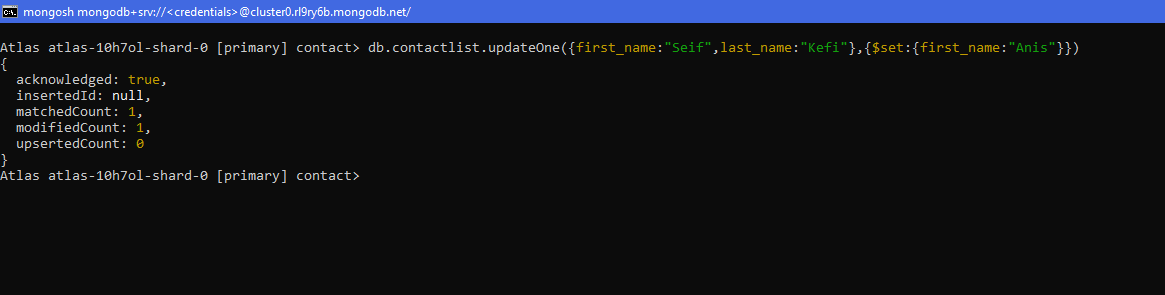 mongosh mongodb+srv://<credentials>@cluster0.rl9ry6b.mongodb.net/
Atlas atlas-10h7ol-shard-0 [primary] contact> db.contactlist.updateOne({first_name:"Seif",last_name:"Kefi"},{$set:{first_name:"Anis"}})
{
  acknowledged: true,
  insertedId: null,
  matchedCount: 1,
  modifiedCount: 1,
  upsertedCount: 0
}
Atlas atlas-10h7ol-shard-0 [primary] contact>